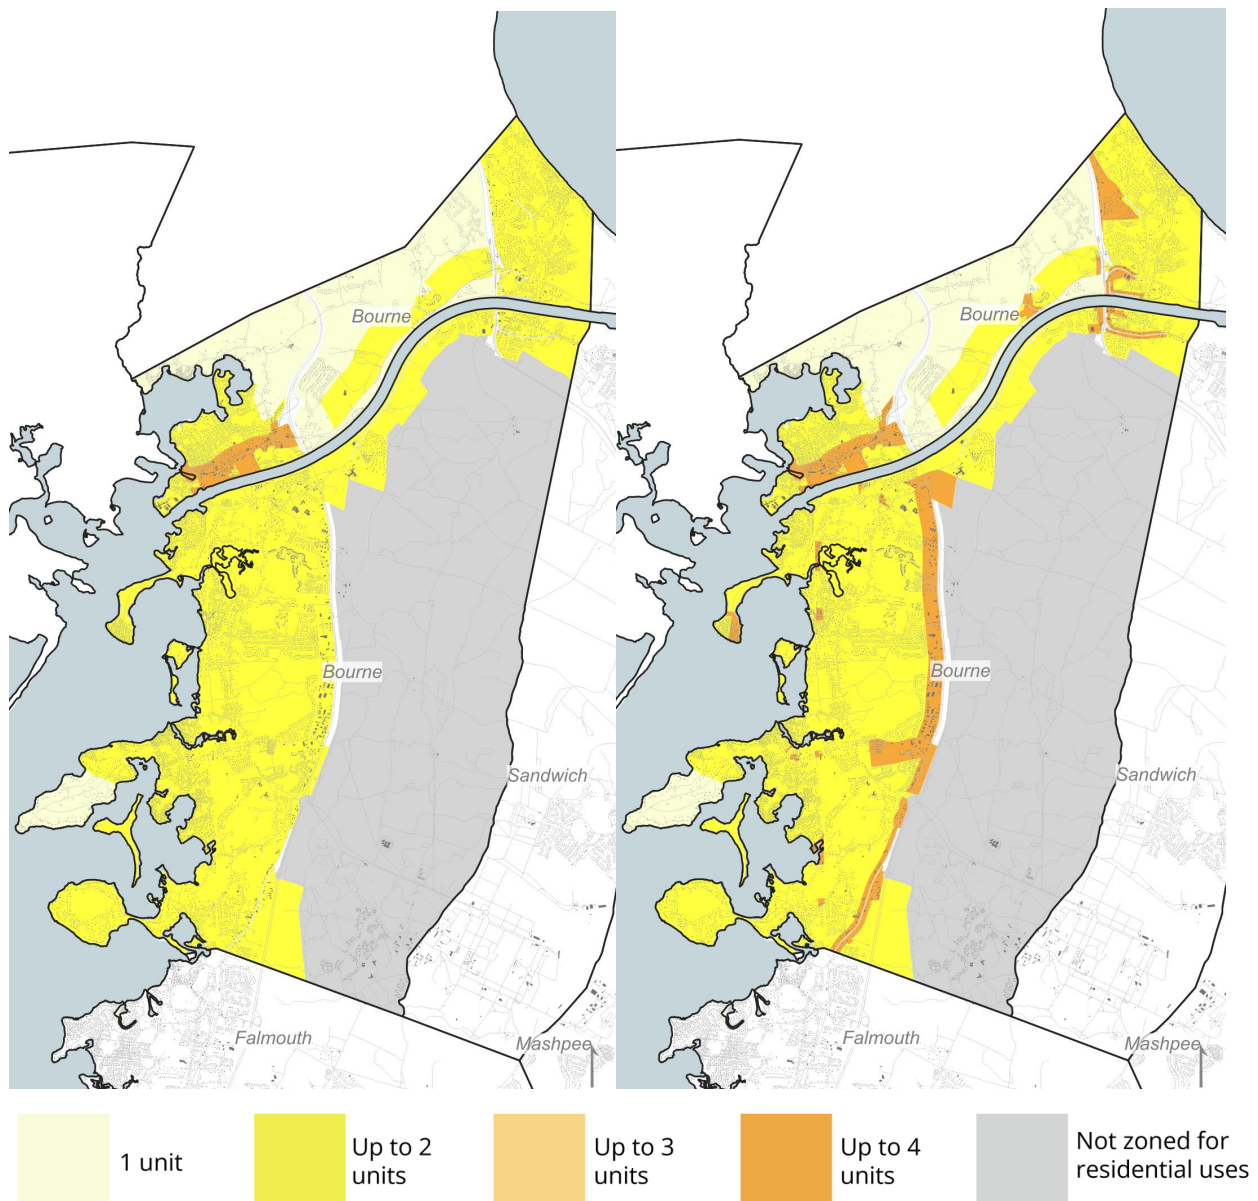 Bourne
Bourne
Bourne
Bourne
Sandwich
Sandwich
Falmouth
Mashpee
Falmouth
Mashpee
1 unit
Up to 2
units
Up to 3
units
Up to 4
units
Not zoned for
residential uses